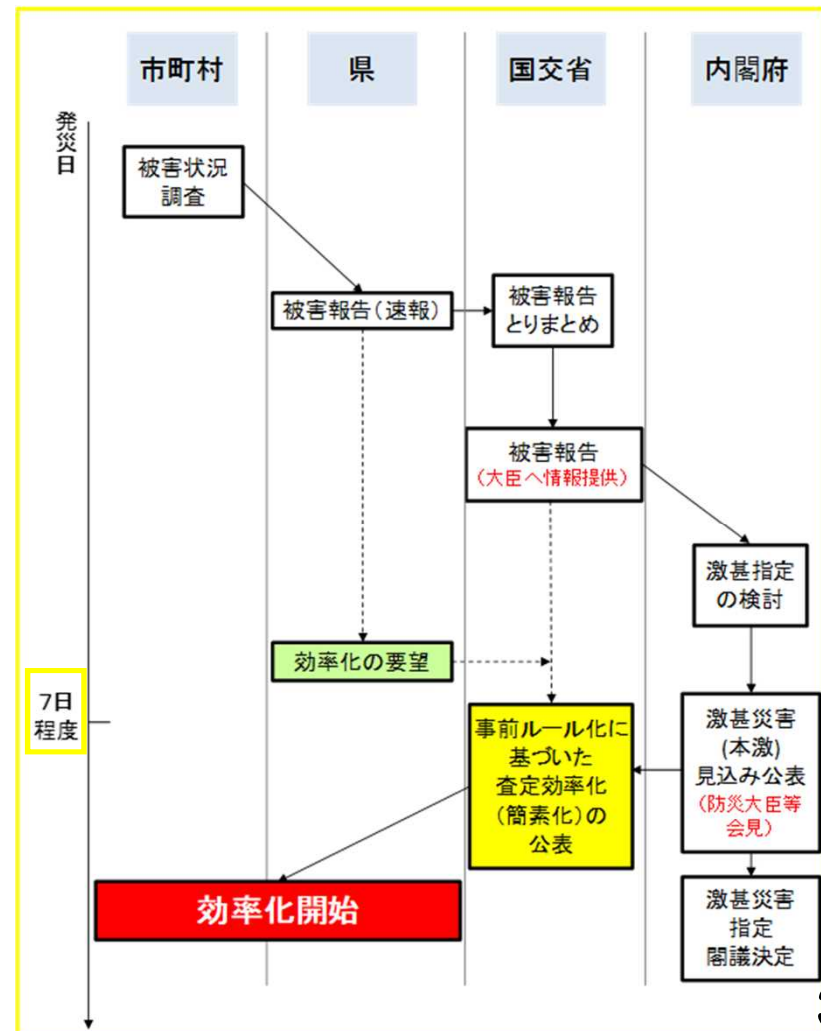 市町村
県
国交省
内閣府
発災日
被害状況
調査
被害報告(速報)
被害報告
とりまとめ
被害報告
(大臣へ情報提供)
激甚指定
の検討
効率化の要望
7日
程度
事前ルール化に
基づいた
査定効率化
(簡素化)の
公表
激甚災害
(本激)
見込み公表
(防災大臣等
会見)
効率化開始
激甚災害
指定
閣議決定